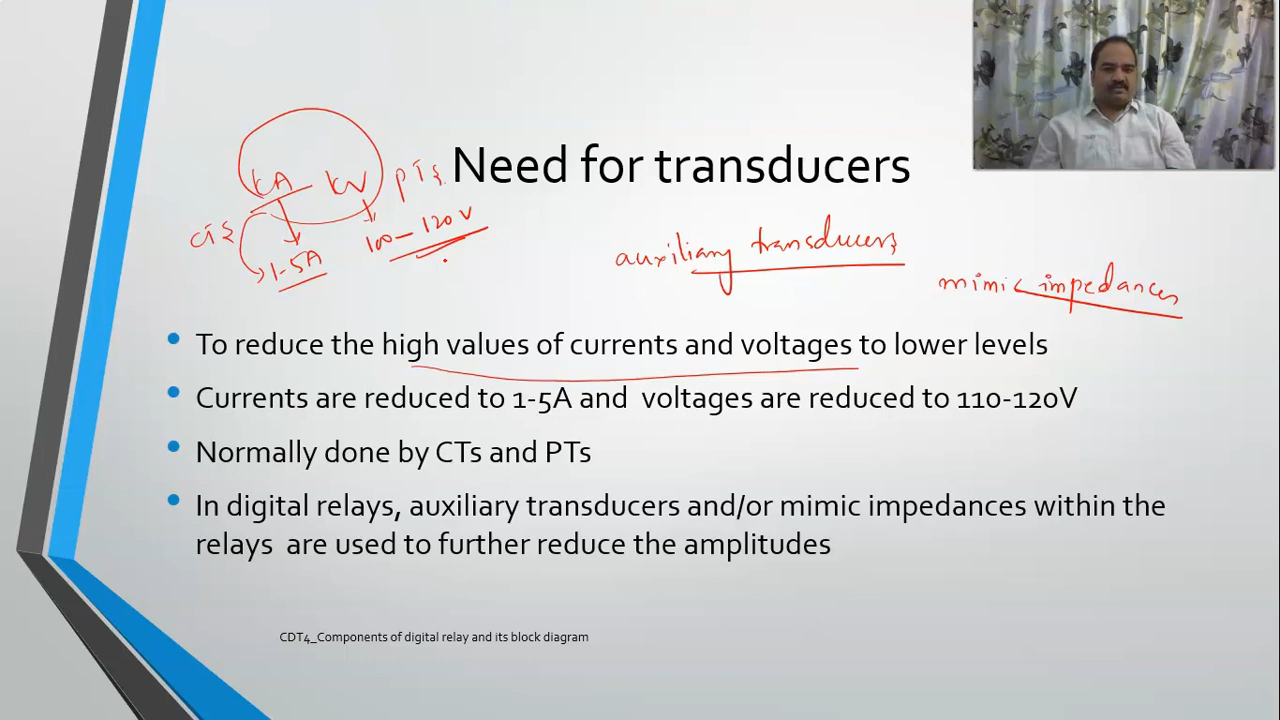 kA kV PTs
Need for transducers
CTs
1-5A
100-120V
auxiliary transducers
mimic impedances
To reduce the high values of currents and voltages to lower levels
Currents are reduced to 1-5A and voltages are reduced to 110-120V
Normally done by CTs and PTs
In digital relays, auxiliary transducers and/or mimic impedances within the
relays are used to further reduce the amplitudes
CDT4_Components of digital relay and its block diagram